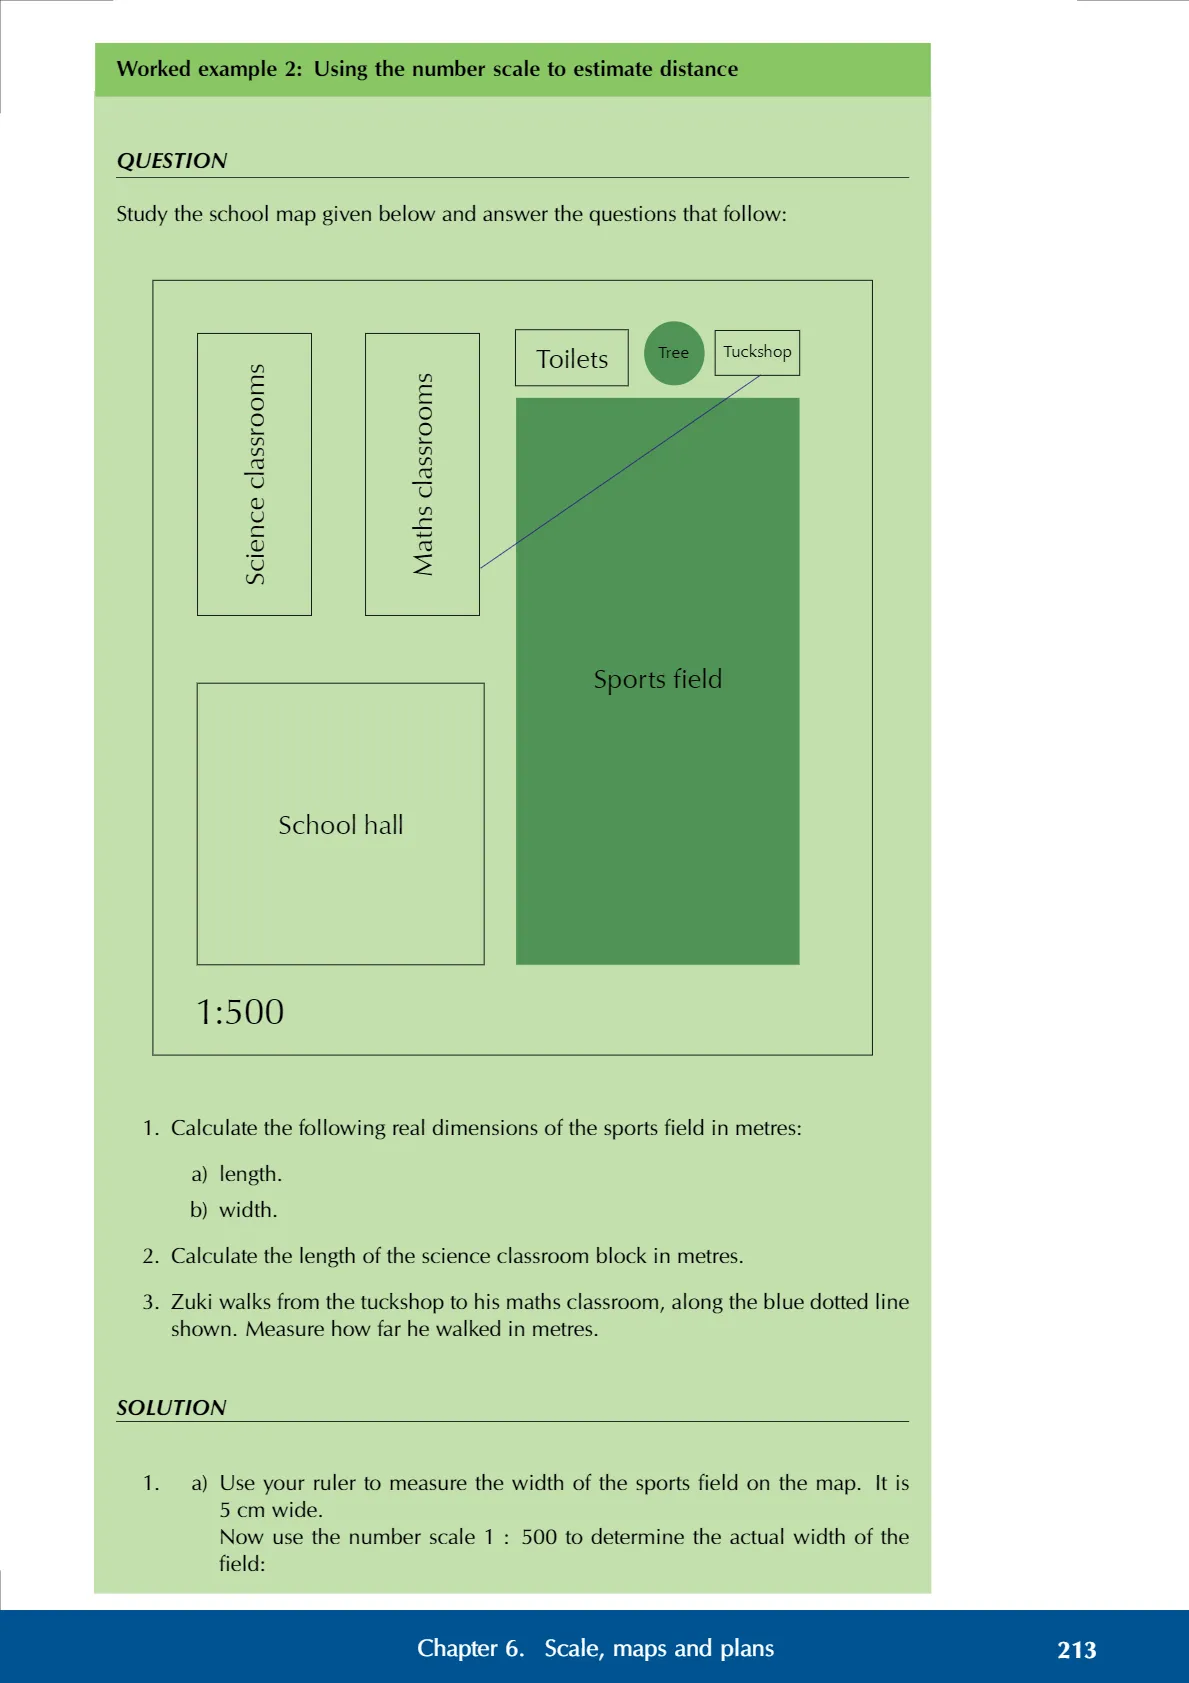 Worked example 2: Using the number scale to estimate distance
QUESTION
Study the school map given below and answer the questions that follow:
Science classrooms
Maths classrooms
Toilets
Tree
Tuckshop
Sports field
School hall
1:500
1. Calculate the following real dimensions of the sports field in metres:
a) length.
b) width.
2. Calculate the length of the science classroom block in metres.
3. Zuki walks from the tuckshop to his maths classroom, along the blue dotted line
shown. Measure how far he walked in metres.
SOLUTION
1. a) Use your ruler to measure the width of the sports field on the map. It is
5 cm wide.
Now use the number scale 1 : 500 to determine the actual width of the
field:
Chapter 6. Scale, maps and plans 213